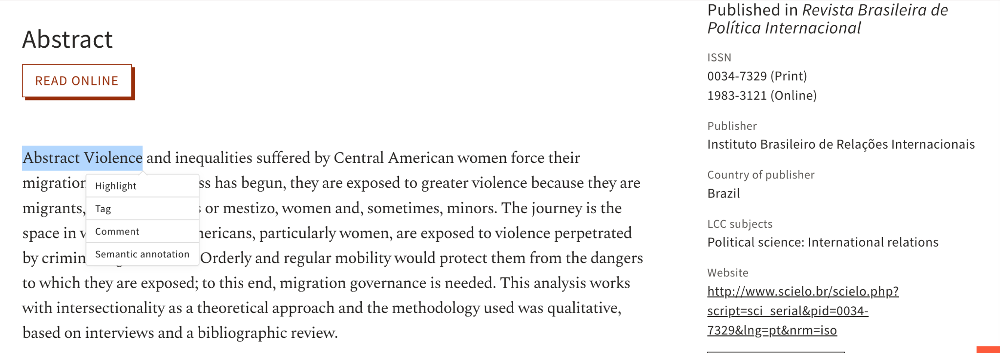 Abstract
READ ONLINE
Abstract Violence and inequalities suffered by Central American women force their
migration ss has begun, they are exposed to greater violence because they are
migrants, or mestizo, women and, sometimes, minors. The journey is the
space in mericans, particularly women, are exposed to violence perpetrated
by crimin Orderly and regular mobility would protect them from the dangers
to which they are exposed; to this end, migration governance is needed. This analysis works
with intersectionality as a theoretical approach and the methodology used was qualitative,
based on interviews and a bibliographic review.
Highlight
Tag
Comment
Semantic annotation
Published in Revista Brasileira de
Política Internacional
ISSN
0034-7329 (Print)
1983-3121 (Online)
Publisher
Instituto Brasileiro de Relações Internacionais
Country of publisher
Brazil
LCC subjects
Political science: International relations
Website
http://www.scielo.br/scielo.php?
script=sci_serial&pid=0034-
7329&lng=pt&nrm=iso